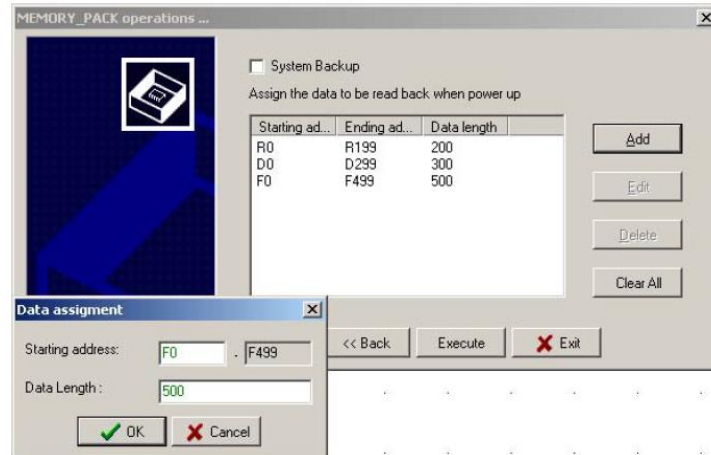 MEMORY_PACK operations ...
System Backup
Assign the data to be read back when power up
Starting ad... Ending ad... Data length
R0 R199 200
D0 D299 300
F0 F499 500
Add
Edit
Delete
Clear All
<< Back Execute Exit
Data assigment
Starting address: F0 . F499
Data Length : 500
OK Cancel